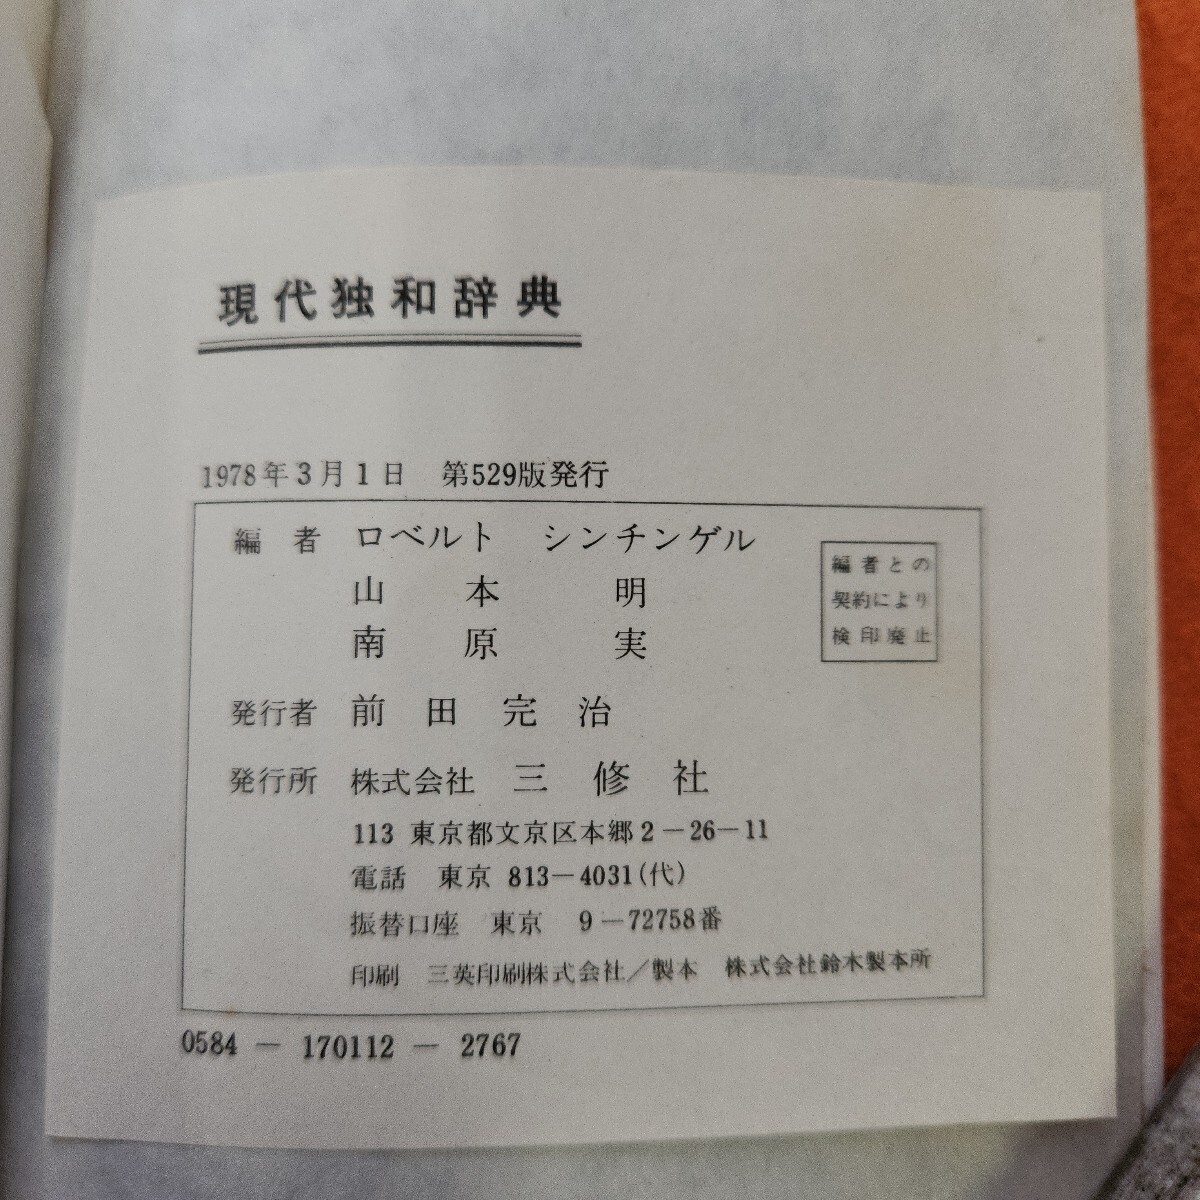 現代独和辞典
1978年3月1日 第529版発行
編者 ロベルト シンチンゲル
山本明
南原実
編者との
契約により
検印廃止
発行者 前田完治
発行所 株式会社 三修社
113 東京都文京区本郷2-26-11
電話 東京 813-4031(代)
振替口座 東京 9-72758番
印刷 三英印刷株式会社/製本 株式会社鈴木製本所
0584 - 170112 - 2767